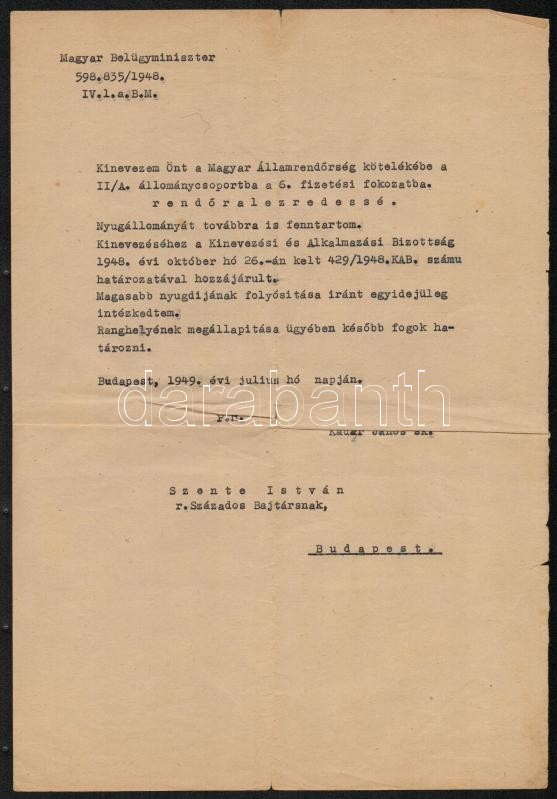 Magyar Belügyminiszter
598.835/1948.
IV.1.a.B.M.
Kinevezem Önt a Magyar Államrendőrség kötelékébe a
II/A. állománycsoportba a 6. fizetési fokozatba.
rendőralezredessé.
Nyugállományát továbbra is fenntartom.
Kinevezéséhez a Kinevezési és Alkalmazási Bizottság
1948. évi október hó 26.-án kelt 429/1948.KAB. számu
határozatával hozzájárult.
Magasabb nyugdijának folyósitása iránt egyidejüleg
intézkedtem.
Ranghelyének megállapitása ügyében később fogok ha-
tározni.
Budapest, 1949. évi julius hó napján.
darabanth
P.H.
Kádár János sk.
Szente István
r.Százados Bajtársnak,
Budapest.